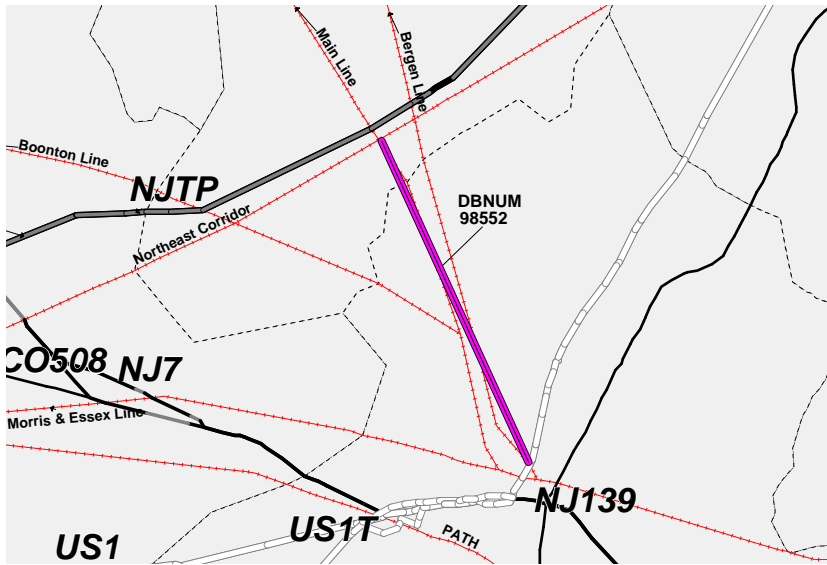 Main Line
Bergen Line
Boonton Line
NJTP
DBNUM
98552
Northeast Corridor
CO508
NJ7
Morris & Essex Line
US1T
NJ139
PATH
US1